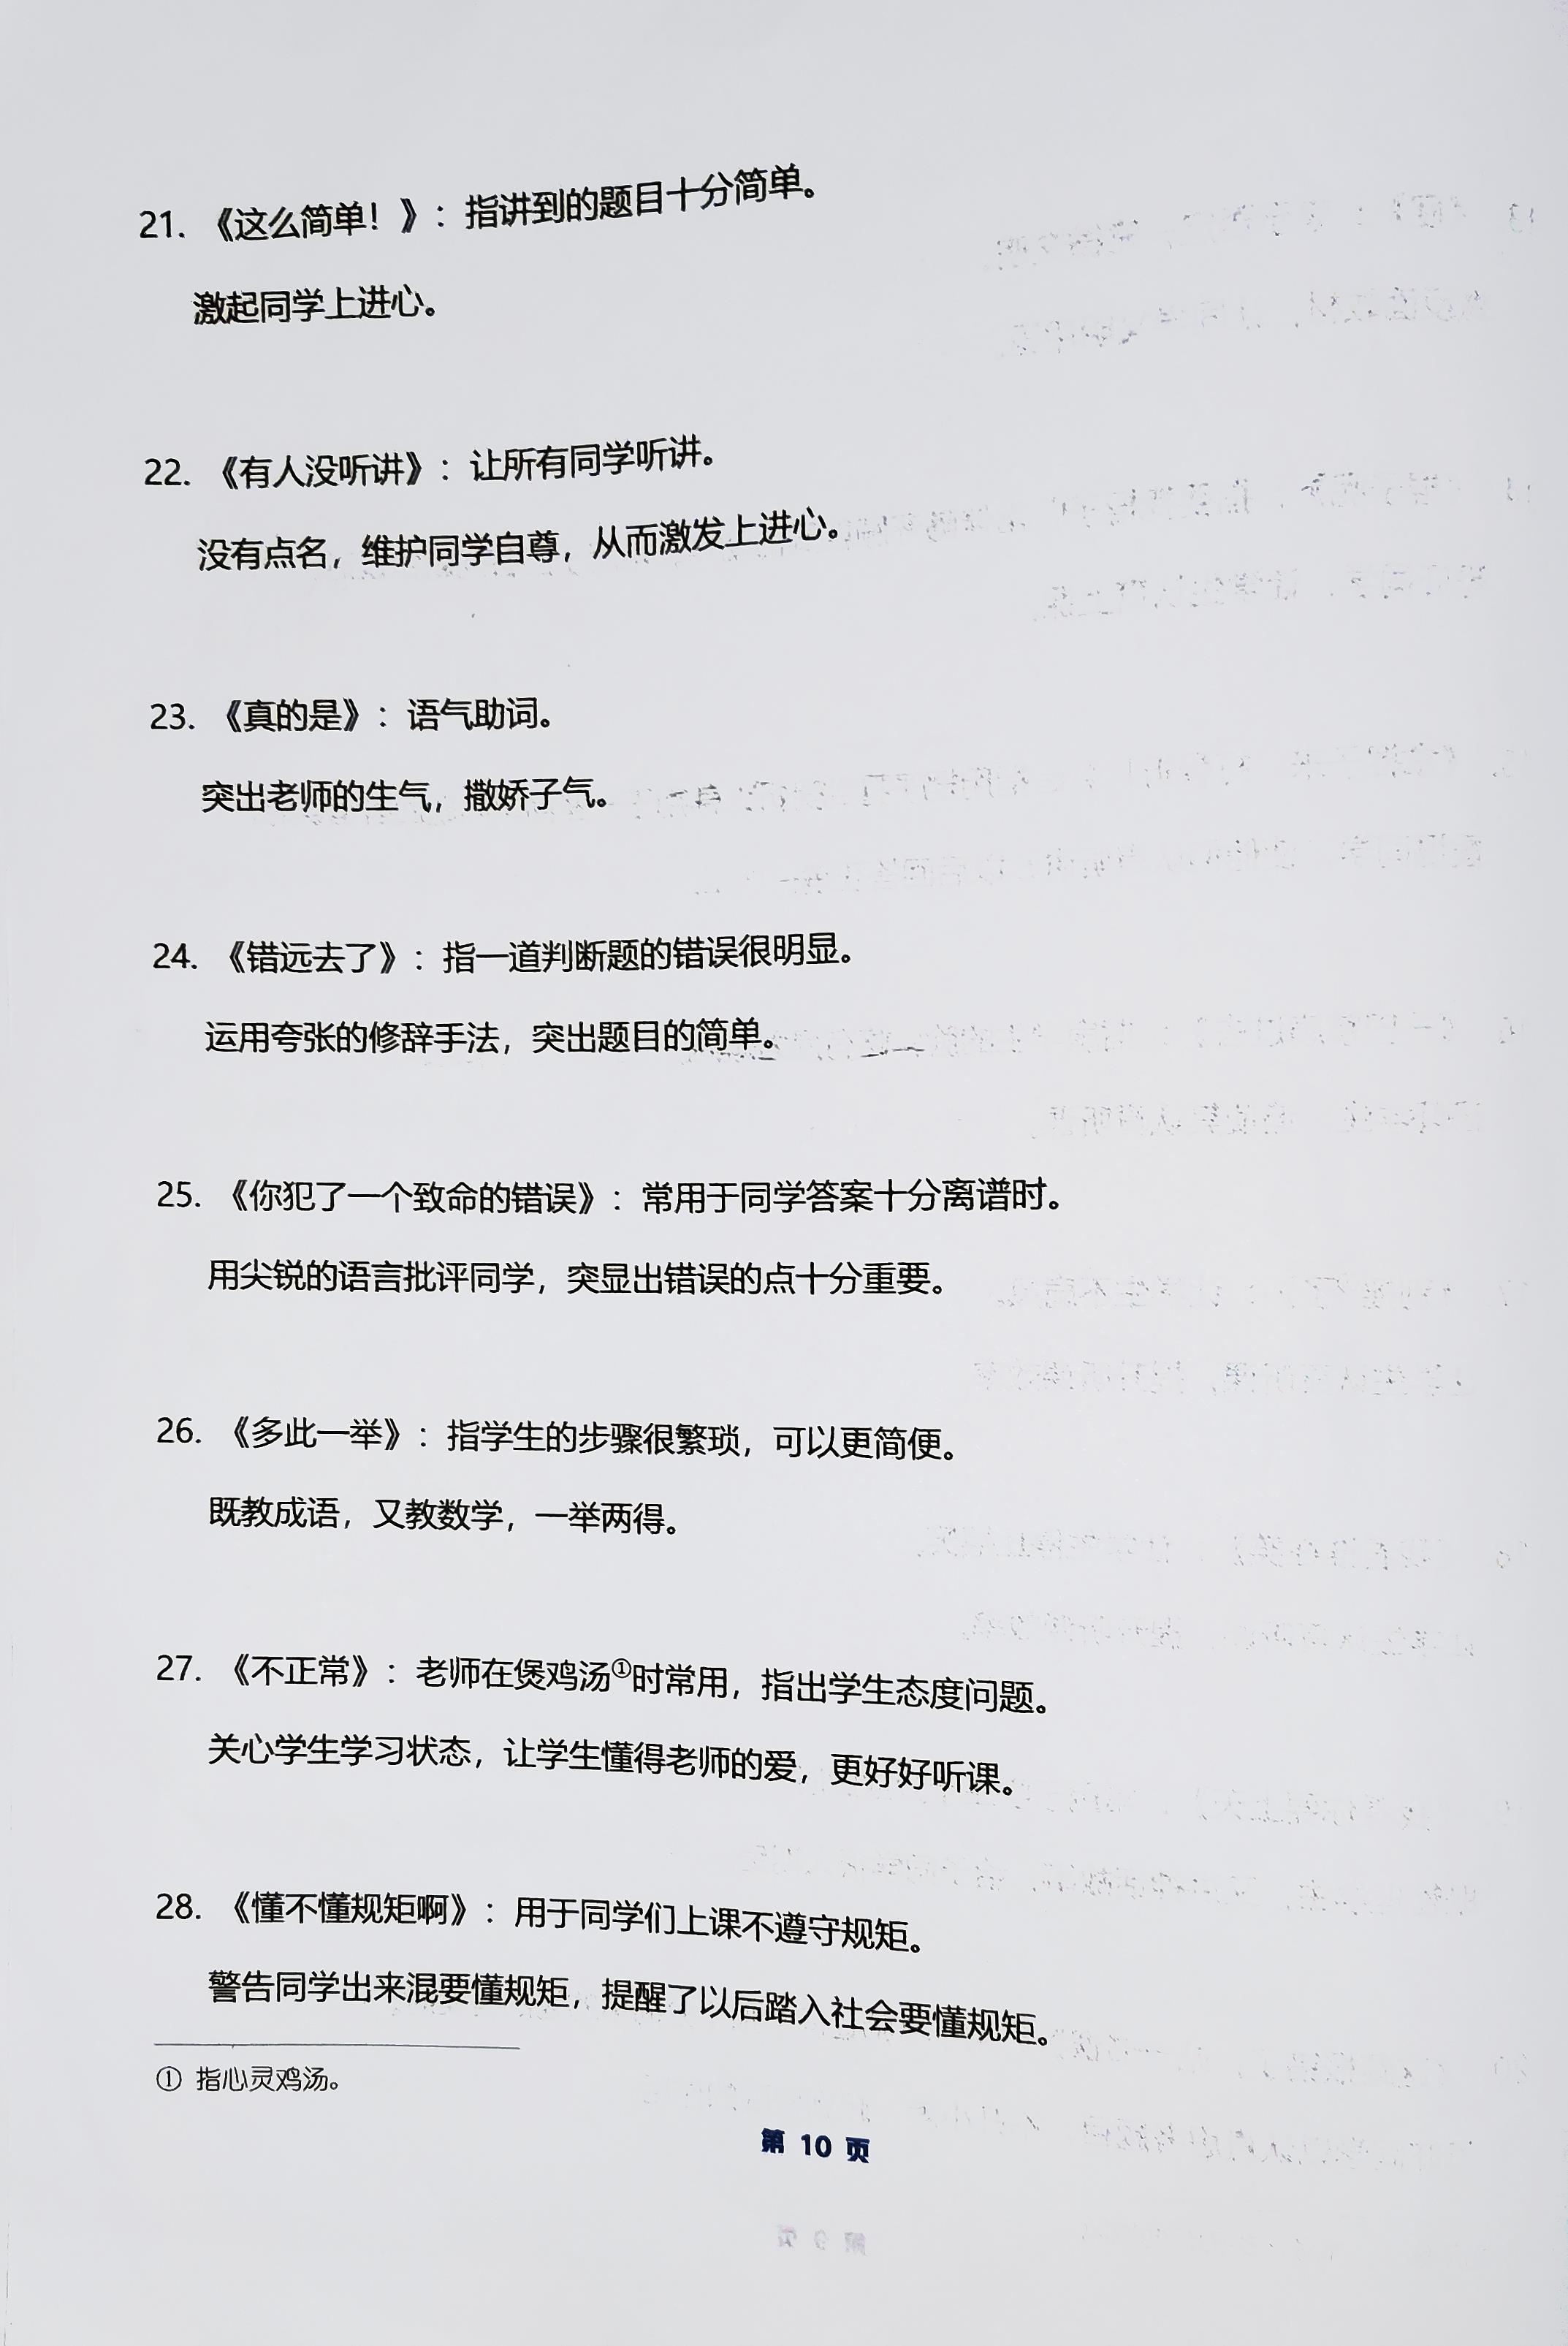 21. 《这么简单！》：指讲到的题目十分简单。
激起同学上进心。
22. 《有人没听讲》：让所有同学听讲。
没有点名，维护同学自尊，从而激发上进心。
23. 《真的是》：语气助词。
突出老师的生气，撒娇子气。
24. 《错远去了》：指一道判断题的错误很明显。
运用夸张的修辞手法，突出题目的简单。
25. 《你犯了一个致命的错误》：常用于同学答案十分离谱时。
用尖锐的语言批评同学，突显出错误的点十分重要。
26. 《多此一举》：指学生的步骤很繁琐，可以更简便。
既教成语，又教数学，一举两得。
27. 《不正常》：老师在煲鸡汤①时常用，指出学生态度问题。
关心学生学习状态，让学生懂得老师的爱，更好好听课。
28. 《懂不懂规矩啊》：用于同学们上课不遵守规矩。
警告同学出来混要懂规矩，提醒了以后踏入社会要懂规矩。
① 指心灵鸡汤。
第 10 页